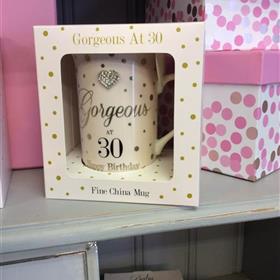 Gorgeous At 30
Gorgeous
AT
30
Happy Birthday
Fine China Mug